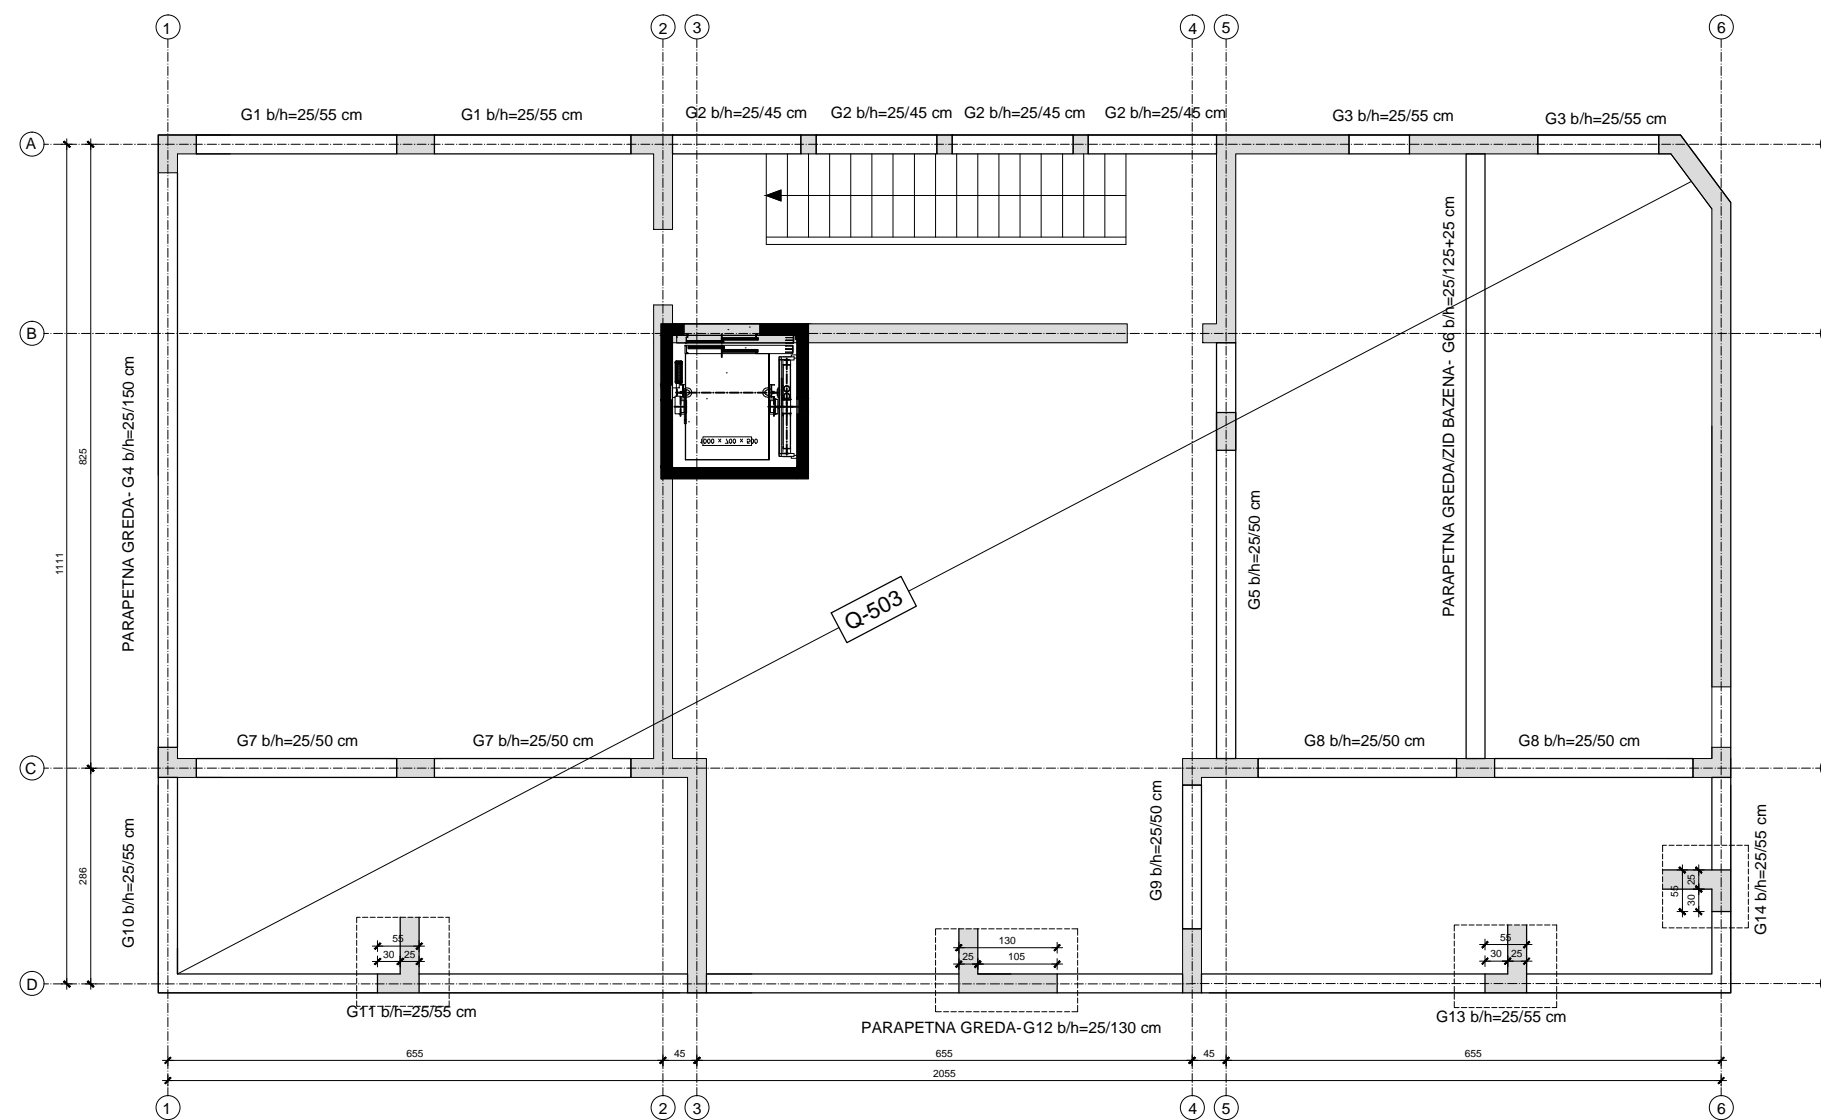 1 2 3 4 5 6
G1 b/h=25/55 cm G1 b/h=25/55 cm G2 b/h=25/45 cm G2 b/h=25/45 cm G2 b/h=25/45 cm G2 b/h=25/45 cm G3 b/h=25/55 cm G3 b/h=25/55 cm
A
B
PARAPETNA GREDA- G4 b/h=25/150 cm
PARAPETNA GREDA/ZID BAZENA- G6 b/h=25/125+25 cm
1000 x 700 x 500
825
1111
G5 b/h=25/50 cm
Q-503
G7 b/h=25/50 cm G7 b/h=25/50 cm G8 b/h=25/50 cm G8 b/h=25/50 cm
C
286
G10 b/h=25/55 cm
G9 b/h=25/50 cm
G14 b/h=25/55 cm
55 25 30
55
30 25
130
25 105
55
30 25
D
G11 b/h=25/55 cm
PARAPETNA GREDA-G12 b/h=25/130 cm
G13 b/h=25/55 cm
655 45 655 45 655
2055
1 2 3 4 5 6